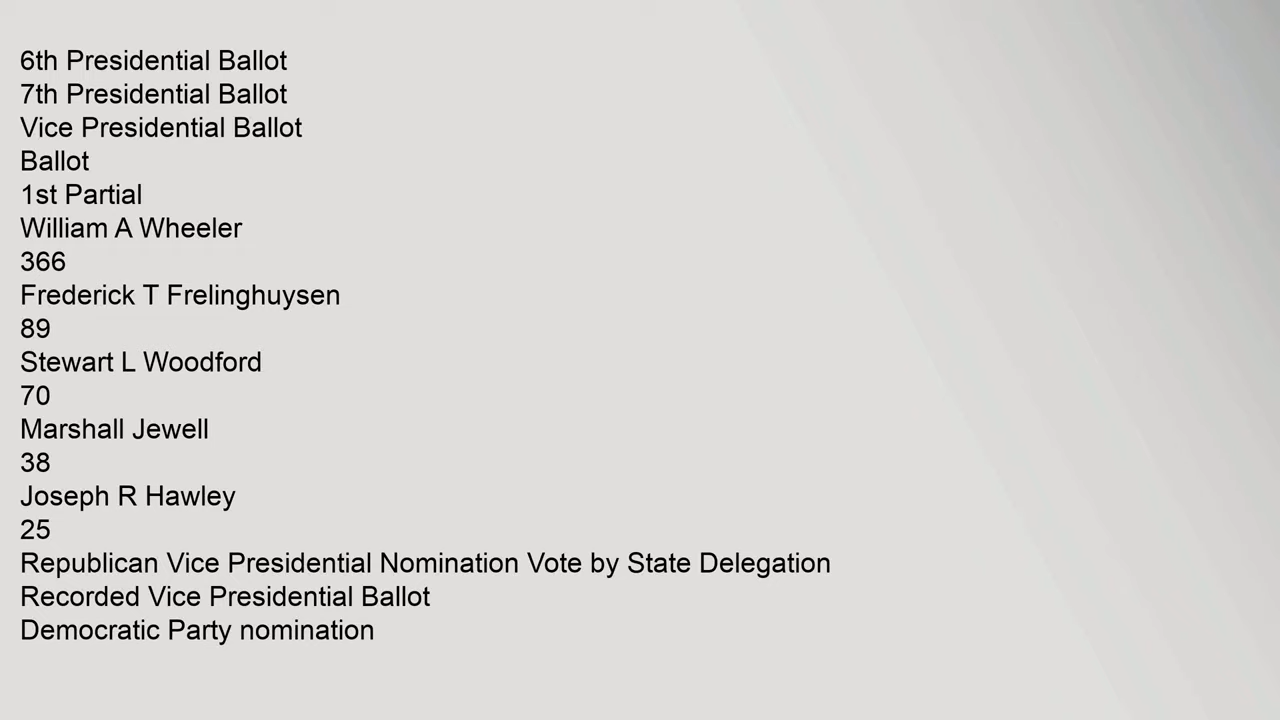 6th Presidential Ballot
7th Presidential Ballot
Vice Presidential Ballot
Ballot
1st Partial
William A Wheeler
366
Frederick T Frelinghuysen
89
Stewart L Woodford
70
Marshall Jewell
38
Joseph R Hawley
25
Republican Vice Presidential Nomination Vote by State Delegation
Recorded Vice Presidential Ballot
Democratic Party nomination